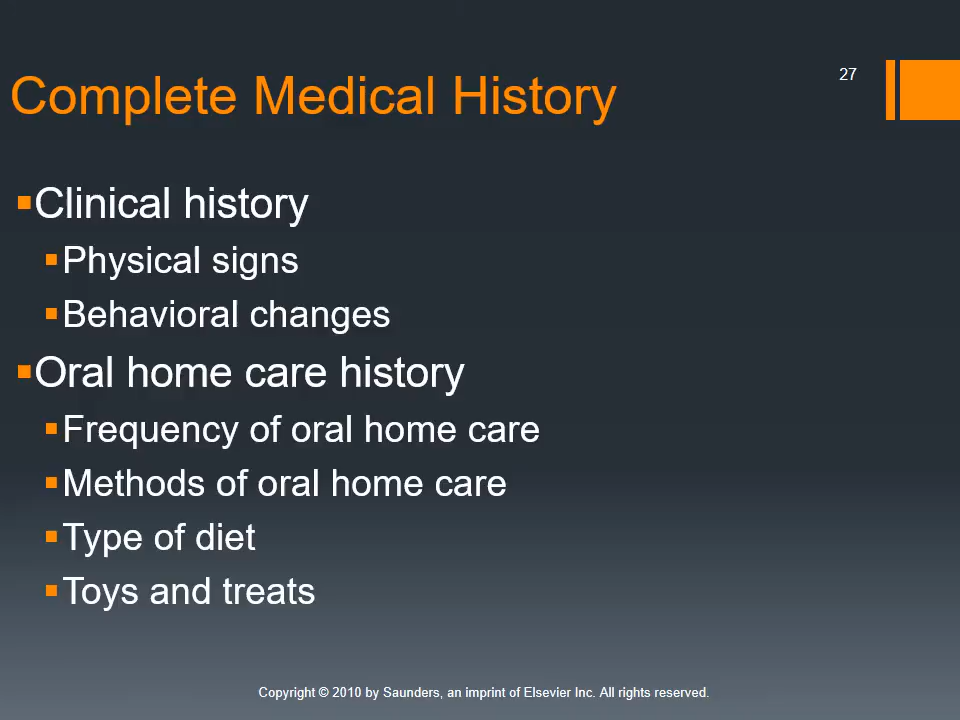 27
Complete Medical History
Clinical history
Physical signs
Behavioral changes
Oral home care history
Frequency of oral home care
Methods of oral home care
Type of diet
Toys and treats
Copyright © 2010 by Saunders, an imprint of Elsevier Inc. All rights reserved.